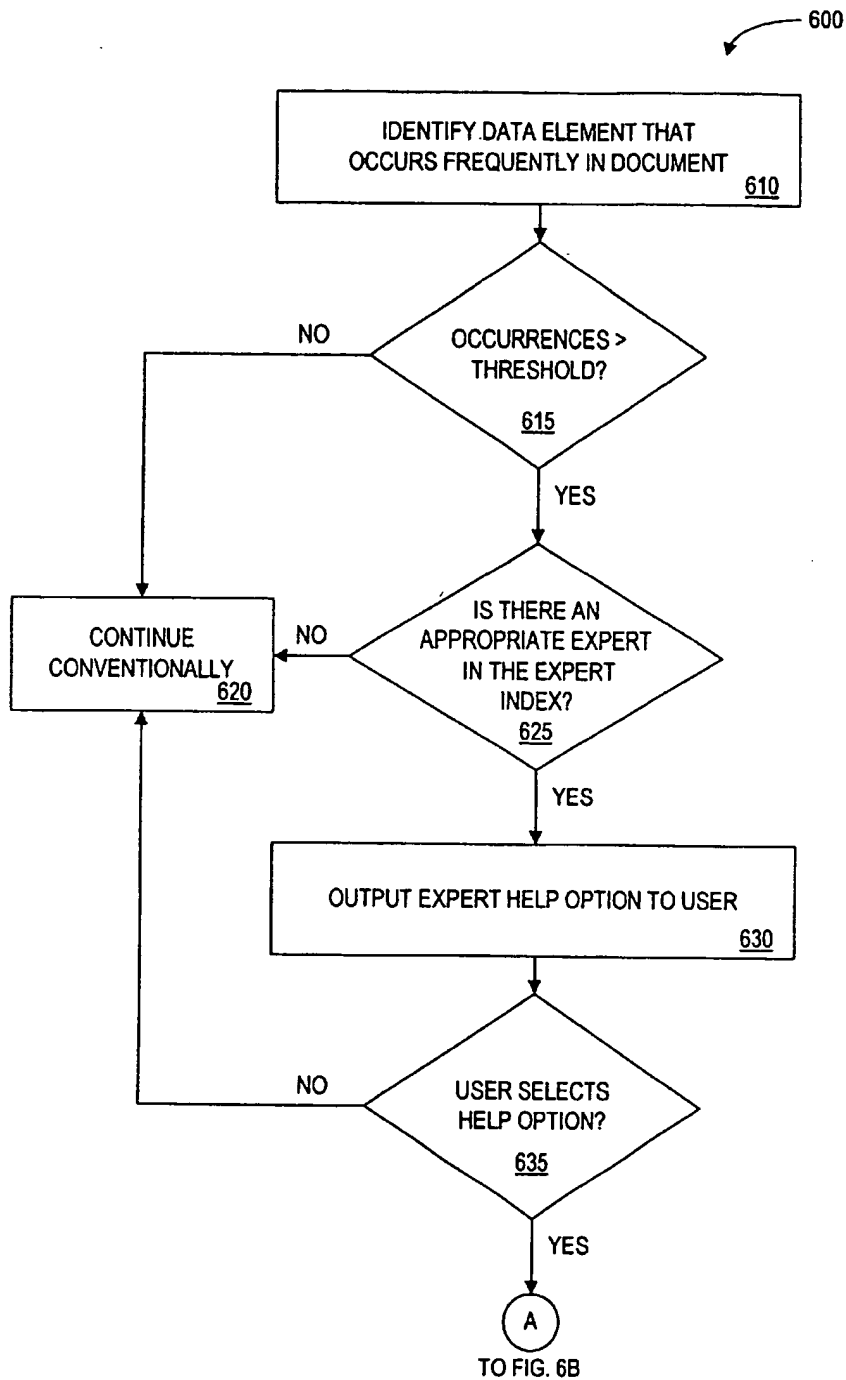 600
IDENTIFY DATA ELEMENT THAT
OCCURS FREQUENTLY IN DOCUMENT
610
NO
OCCURRENCES >
THRESHOLD?
615
YES
CONTINUE
CONVENTIONALLY
620
NO
IS THERE AN
APPROPRIATE EXPERT
IN THE EXPERT
INDEX?
625
YES
OUTPUT EXPERT HELP OPTION TO USER
630
NO
USER SELECTS
HELP OPTION?
635
YES
A
TO FIG. 6B